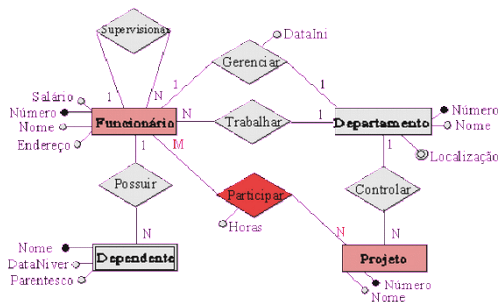 Supervisionar
DataIni
1
Gerenciar
1
Salário
1
N
Número
N
1
Número
Nome
Funcionário
Trabalhar
Departamento
Nome
Endereço
1
M
1
Localização
Possuir
Participar
Controlar
Horas
N
N
N
Nome
DataNiver
Dependente
Projeto
Parentesco
Número
Nome